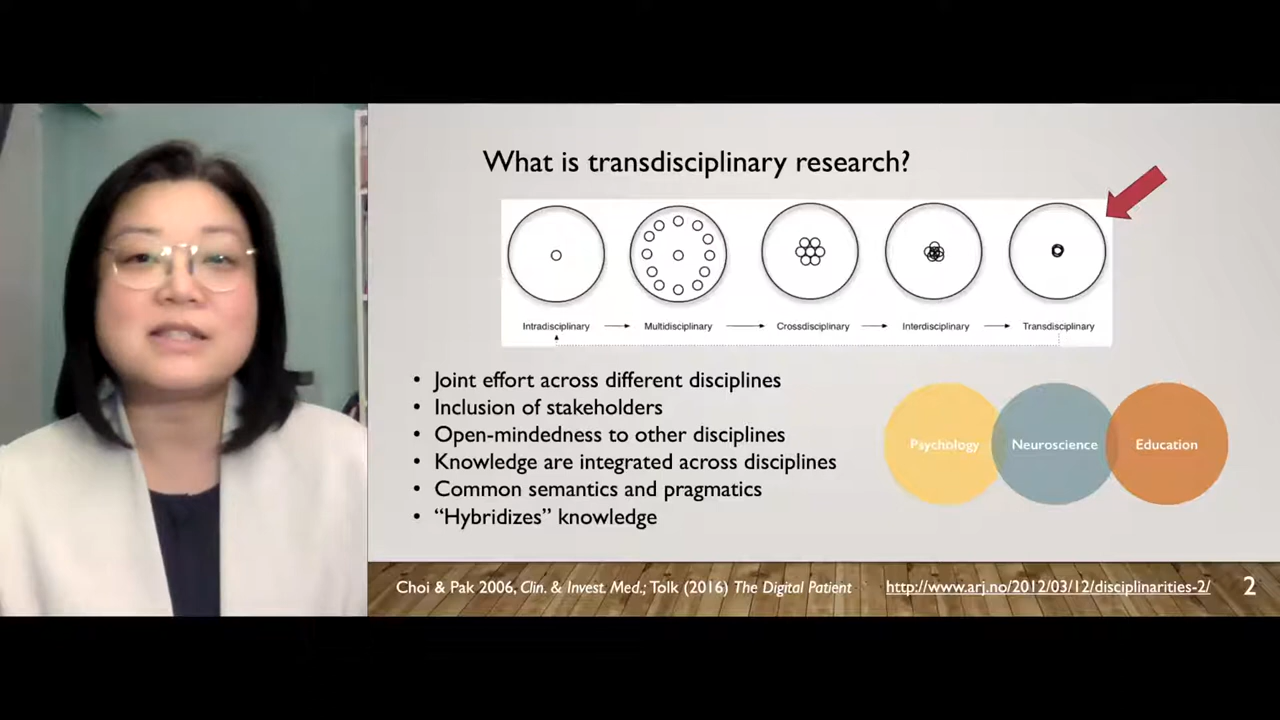 What is transdisciplinary research?
Intradisciplinary Multidisciplinary Crossdisciplinary Interdisciplinary Transdisciplinary
• Joint effort across different disciplines
• Inclusion of stakeholders
• Open-mindedness to other disciplines
• Knowledge are integrated across disciplines
• Common semantics and pragmatics
• “Hybridizes” knowledge
Psychology Neuroscience Education
Choi & Pak 2006, Clin. & Invest. Med.; Tolk (2016) The Digital Patient http://www.arj.no/2012/03/12/disciplinarities-2/ 2